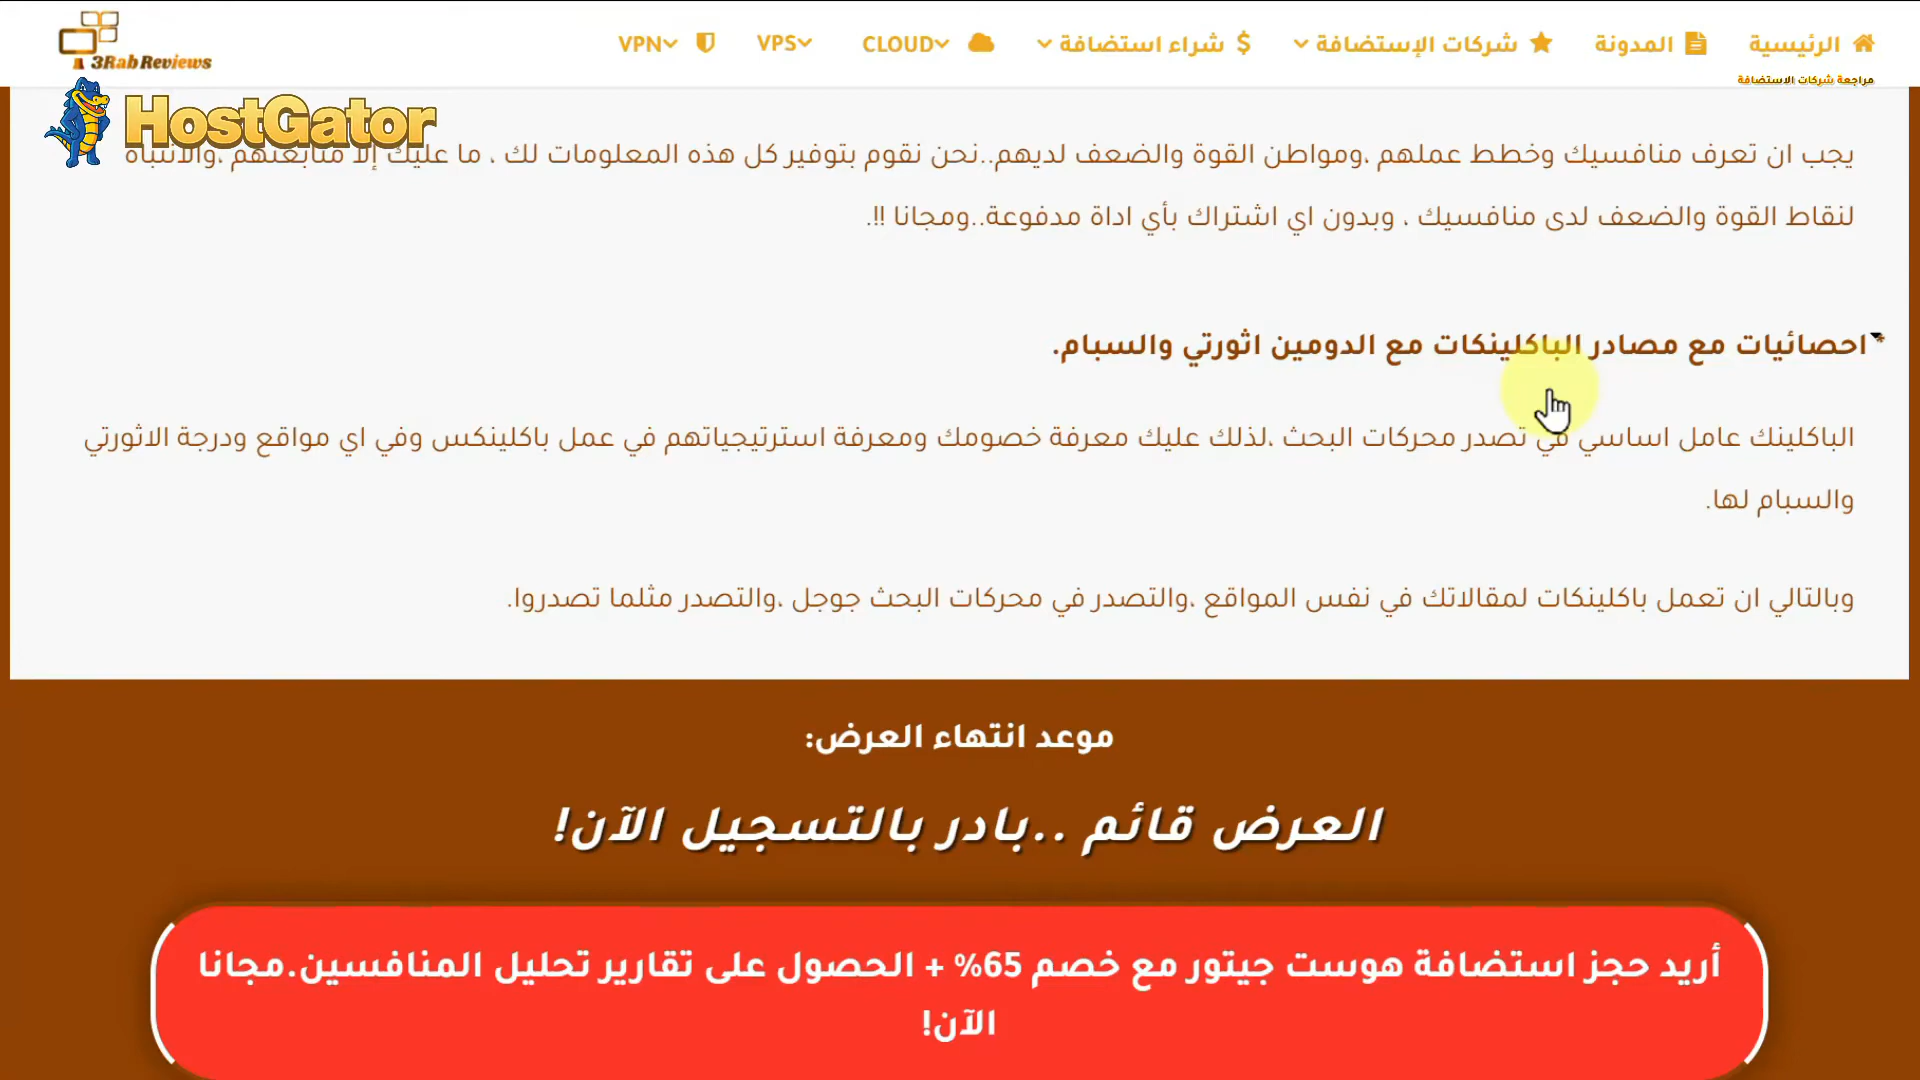 3Rab Reviews
الرئيسية
المدونة
شركات الإستضافة
شراء استضافة
CLOUD
VPS
VPN
مراجعة شركات الاستضافة
HostGator
يجب ان تعرف منافسيك وخطط عملهم ،ومواطن القوة والضعف لديهم..نحن نقوم بتوفير كل هذه المعلومات لك ، ما عليك إلا متابعتهم ،والانتباه
لنقاط القوة والضعف لدى منافسيك ، وبدون اي اشتراك بأي اداة مدفوعة..ومجانا !!.
احصائيات مع مصادر الباكلينكات مع الدومين اثورتي والسبام.
الباكلينك عامل اساسي في تصدر محركات البحث ،لذلك عليك معرفة خصومك ومعرفة استرتيجياتهم في عمل باكلينكس وفي اي مواقع ودرجة الاثورتي
والسبام لها.
وبالتالي ان تعمل باكلينكات لمقالاتك في نفس المواقع ،والتصدر في محركات البحث جوجل ،والتصدر مثلما تصدروا.
موعد انتهاء العرض:
العرض قائم ..بادر بالتسجيل الآن!
أريد حجز استضافة هوست جيتور مع خصم 65% + الحصول على تقارير تحليل المنافسين.مجانا
الآن!